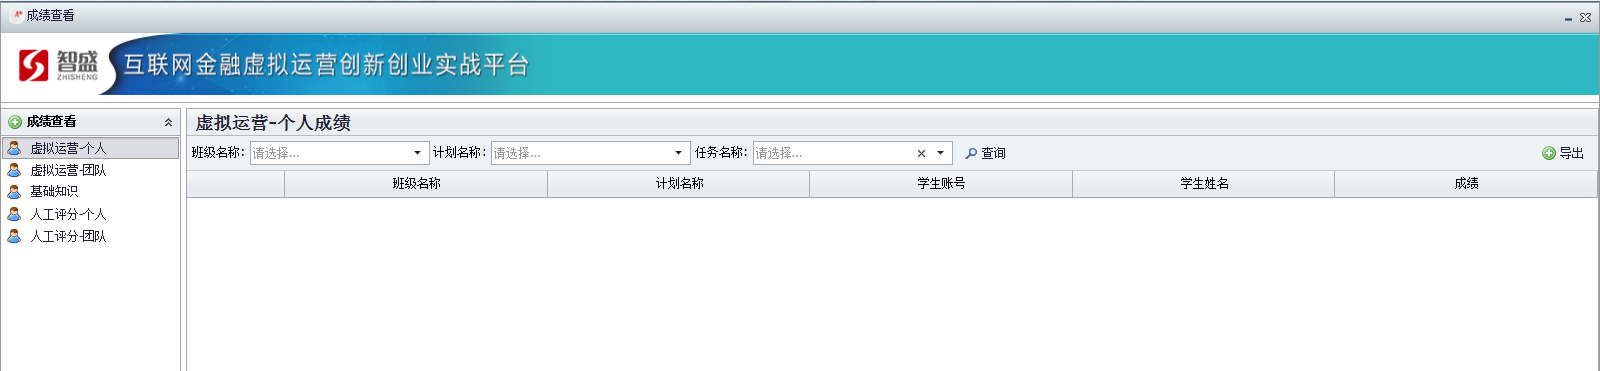 成绩查看
智盛
ZHISHENG
互联网金融虚拟运营创新创业实战平台
成绩查看
虚拟运营-个人
虚拟运营-团队
基础知识
人工评分-个人
人工评分-团队
虚拟运营-个人成绩
班级名称: 请选择... 计划名称: 请选择... 任务名称: 请选择... 查询 导出
班级名称 计划名称 学生账号 学生姓名 成绩